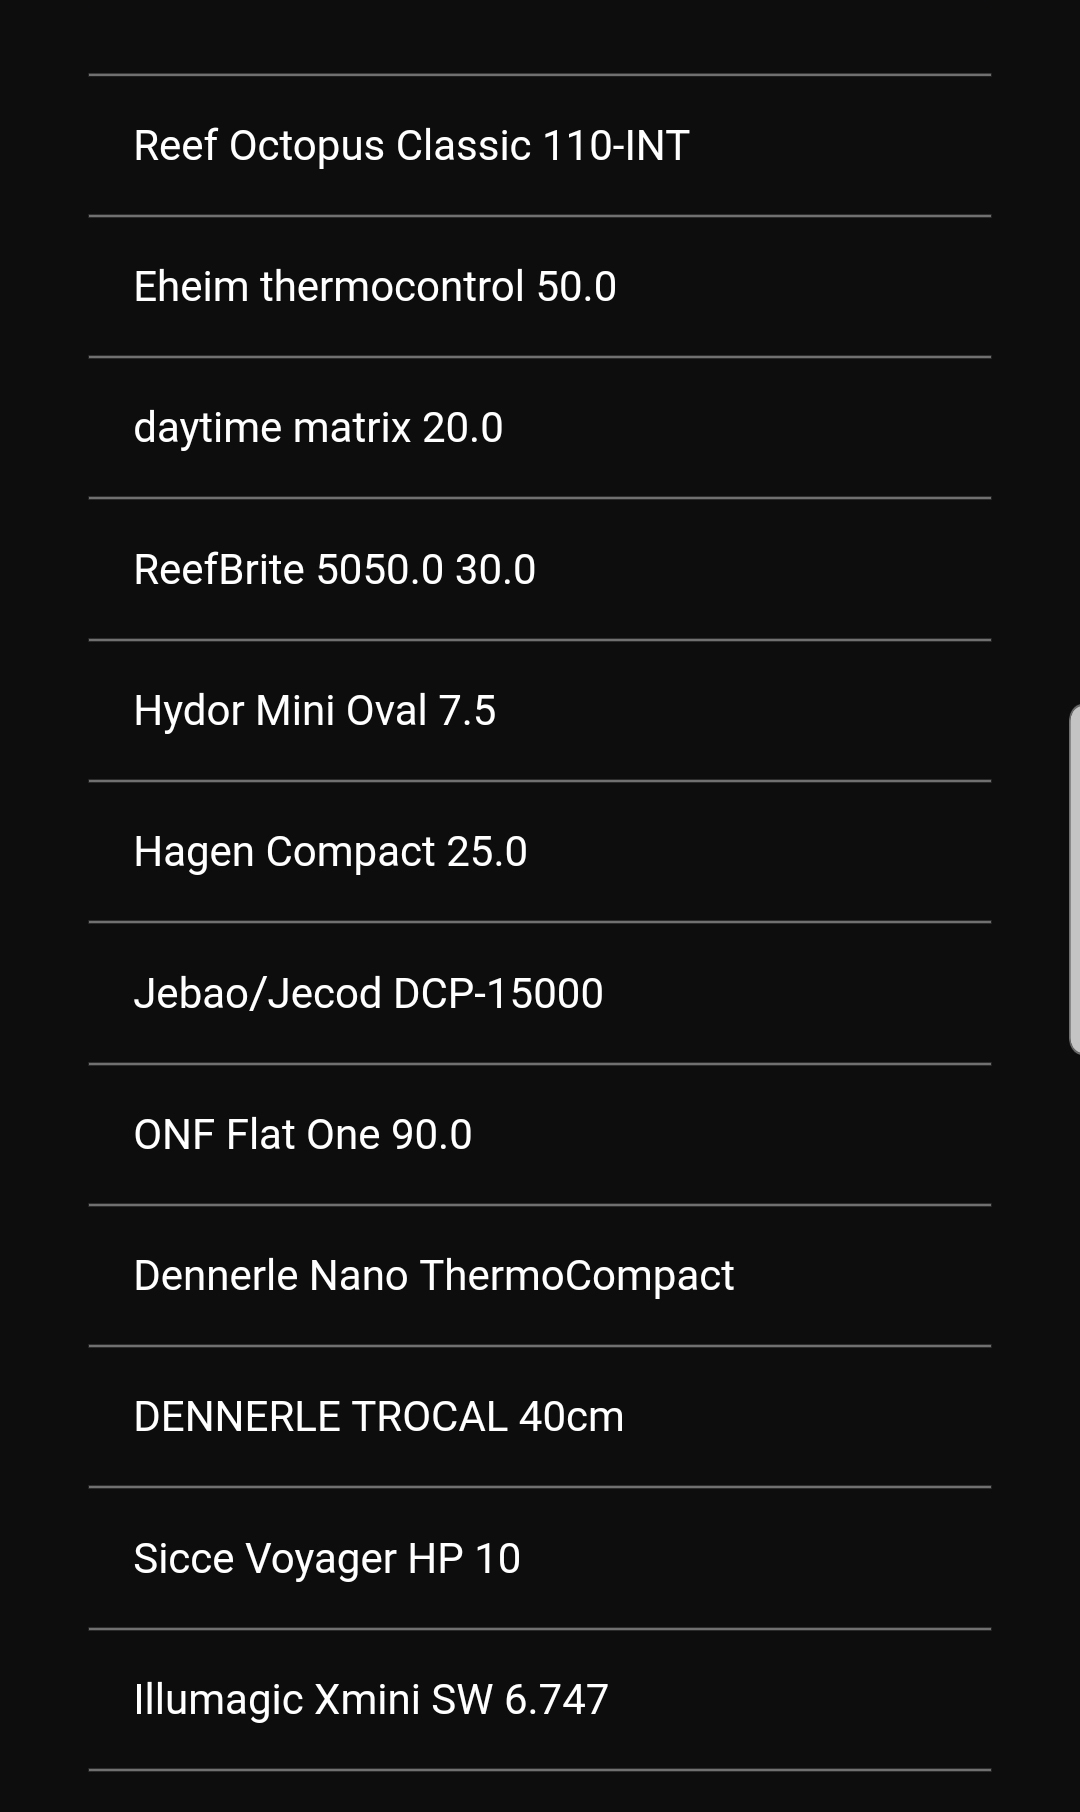 Reef Octopus Classic 110-INT
Eheim thermocontrol 50.0
daytime matrix 20.0
ReefBrite 5050.0 30.0
Hydor Mini Oval 7.5
Hagen Compact 25.0
Jebao/Jecod DCP-15000
ONF Flat One 90.0
Dennerle Nano ThermoCompact
DENNERLE TROCAL 40cm
Sicce Voyager HP 10
Illumagic Xmini SW 6.747